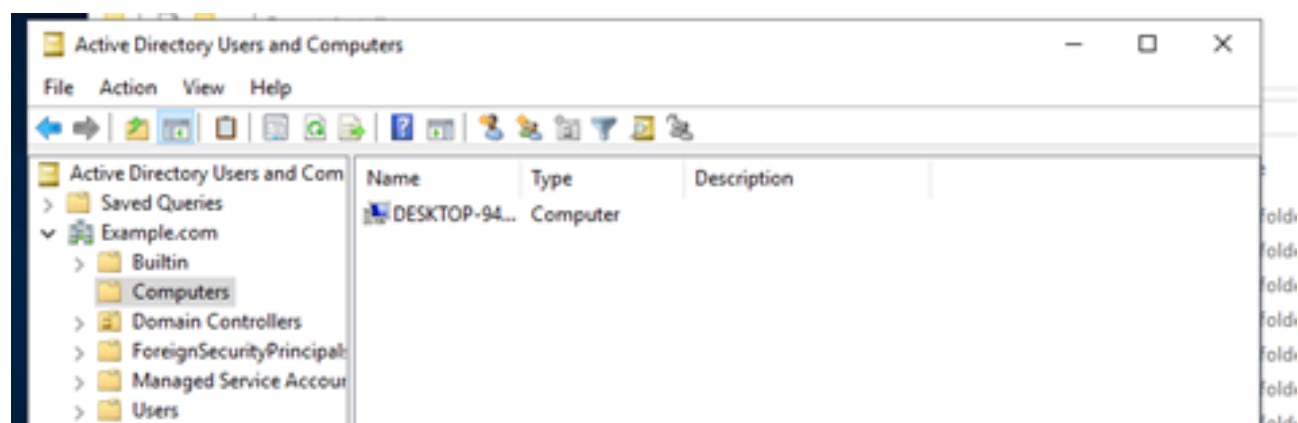 Active Directory Users and Computers
File Action View Help
Active Directory Users and Com
Name Type Description
Saved Queries
DESKTOP-94... Computer
Example.com
Builtin
Computers
Domain Controllers
ForeignSecurityPrincipals
Managed Service Accour
Users